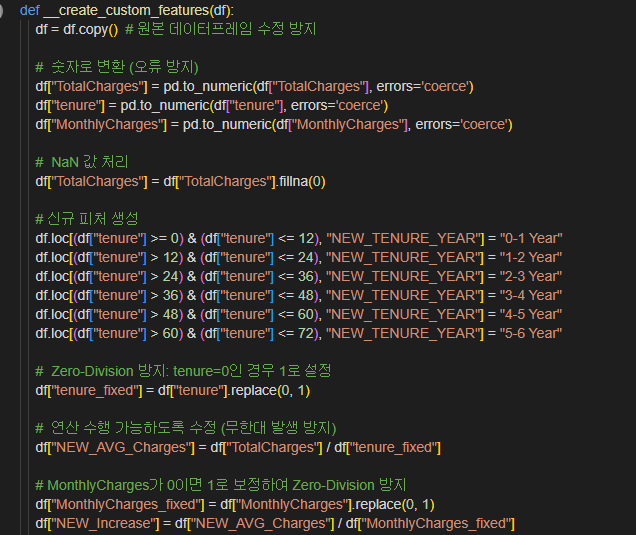 def __create_custom_features(df):
df = df.copy() # 원본 데이터프레임 수정 방지
# 숫자로 변환 (오류 방지)
df["TotalCharges"] = pd.to_numeric(df["TotalCharges"], errors='coerce')
df["tenure"] = pd.to_numeric(df["tenure"], errors='coerce')
df["MonthlyCharges"] = pd.to_numeric(df["MonthlyCharges"], errors='coerce')
# NaN 값 처리
df["TotalCharges"] = df["TotalCharges"].fillna(0)
# 신규 피처 생성
df.loc[(df["tenure"] >= 0) & (df["tenure"] <= 12), "NEW_TENURE_YEAR"] = "0-1 Year"
df.loc[(df["tenure"] > 12) & (df["tenure"] <= 24), "NEW_TENURE_YEAR"] = "1-2 Year"
df.loc[(df["tenure"] > 24) & (df["tenure"] <= 36), "NEW_TENURE_YEAR"] = "2-3 Year"
df.loc[(df["tenure"] > 36) & (df["tenure"] <= 48), "NEW_TENURE_YEAR"] = "3-4 Year"
df.loc[(df["tenure"] > 48) & (df["tenure"] <= 60), "NEW_TENURE_YEAR"] = "4-5 Year"
df.loc[(df["tenure"] > 60) & (df["tenure"] <= 72), "NEW_TENURE_YEAR"] = "5-6 Year"
# Zero-Division 방지: tenure=0인 경우 1로 설정
df["tenure_fixed"] = df["tenure"].replace(0, 1)
# 연산 수행 가능하도록 수정 (무한대 발생 방지)
df["NEW_AVG_Charges"] = df["TotalCharges"] / df["tenure_fixed"]
# MonthlyCharges가 0이면 1로 보정하여 Zero-Division 방지
df["MonthlyCharges_fixed"] = df["MonthlyCharges"].replace(0, 1)
df["NEW_Increase"] = df["NEW_AVG_Charges"] / df["MonthlyCharges_fixed"]